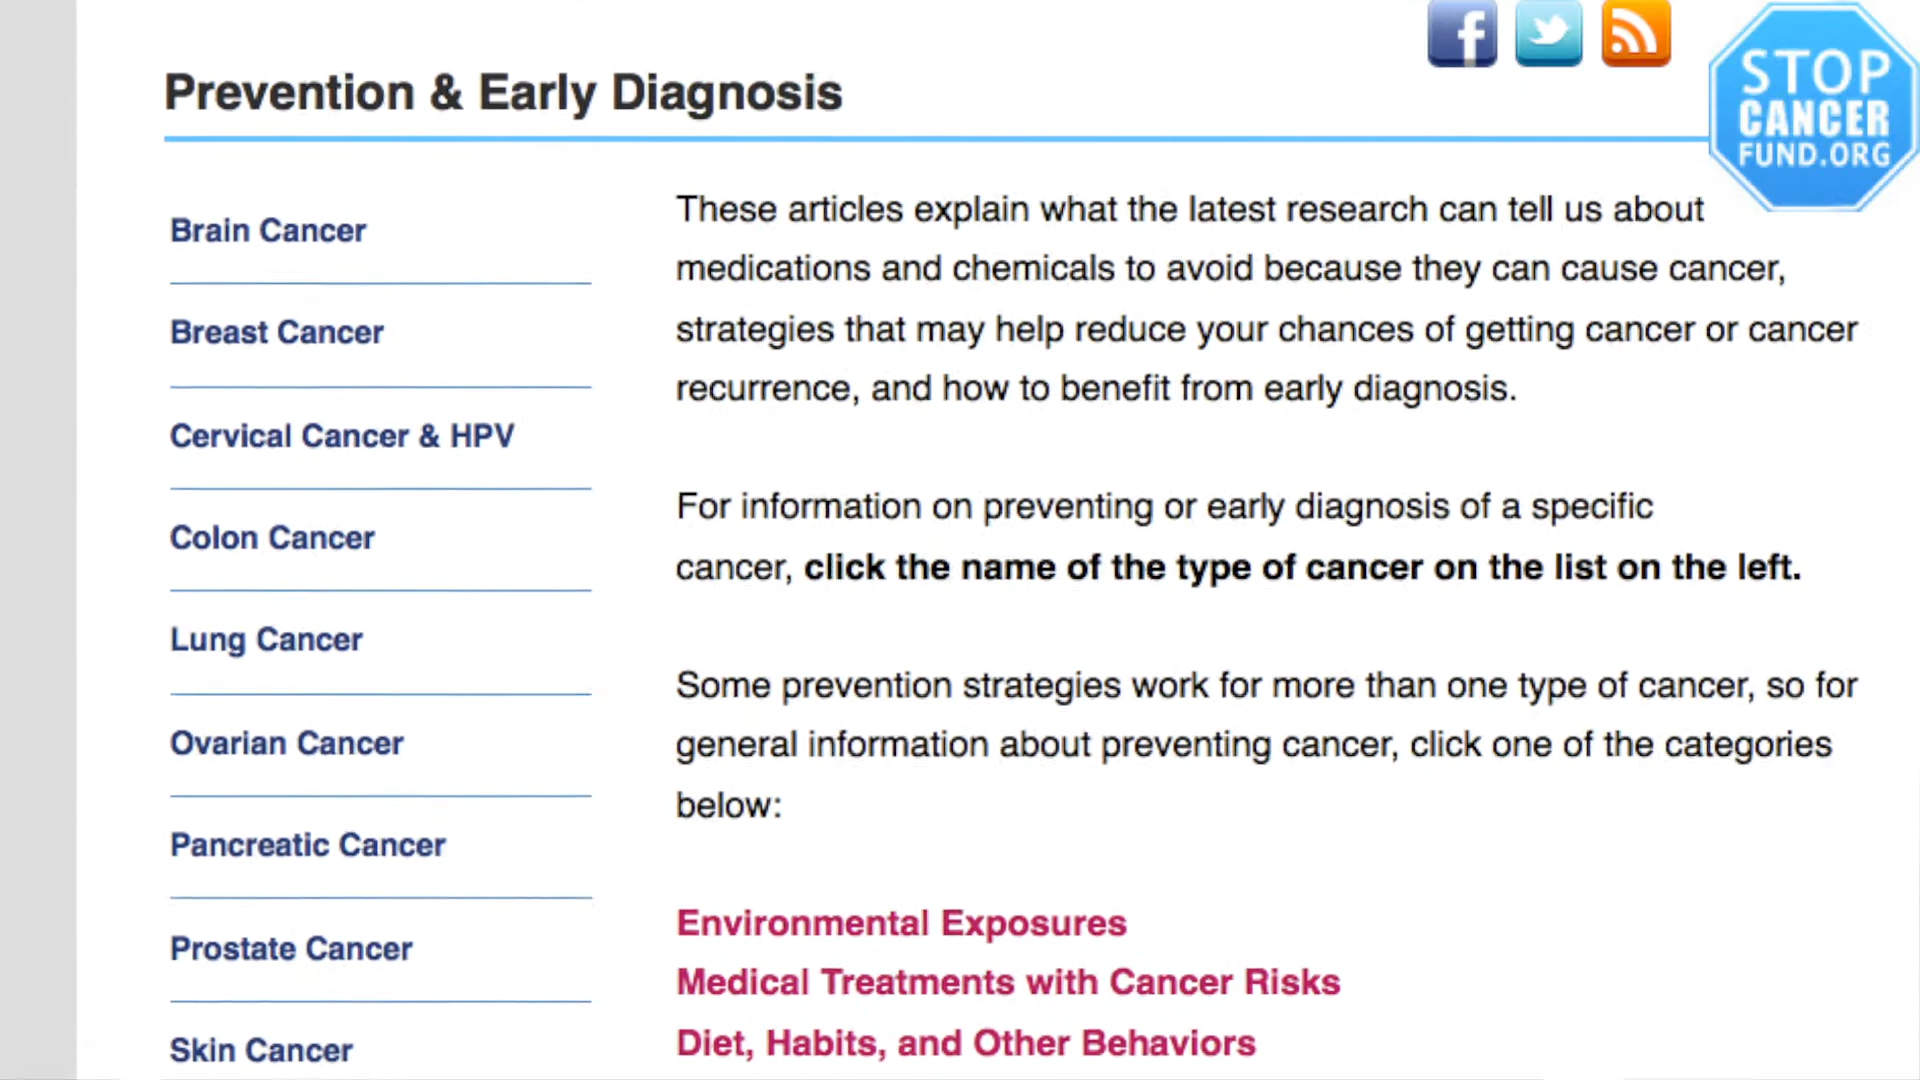 STOP
CANCER
FUND.ORG
Prevention & Early Diagnosis
Brain Cancer
Breast Cancer
Cervical Cancer & HPV
Colon Cancer
Lung Cancer
Ovarian Cancer
Pancreatic Cancer
Prostate Cancer
Skin Cancer
These articles explain what the latest research can tell us about
medications and chemicals to avoid because they can cause cancer,
strategies that may help reduce your chances of getting cancer or cancer
recurrence, and how to benefit from early diagnosis.
For information on preventing or early diagnosis of a specific
cancer, click the name of the type of cancer on the list on the left.
Some prevention strategies work for more than one type of cancer, so for
general information about preventing cancer, click one of the categories
below:
Environmental Exposures
Medical Treatments with Cancer Risks
Diet, Habits, and Other Behaviors